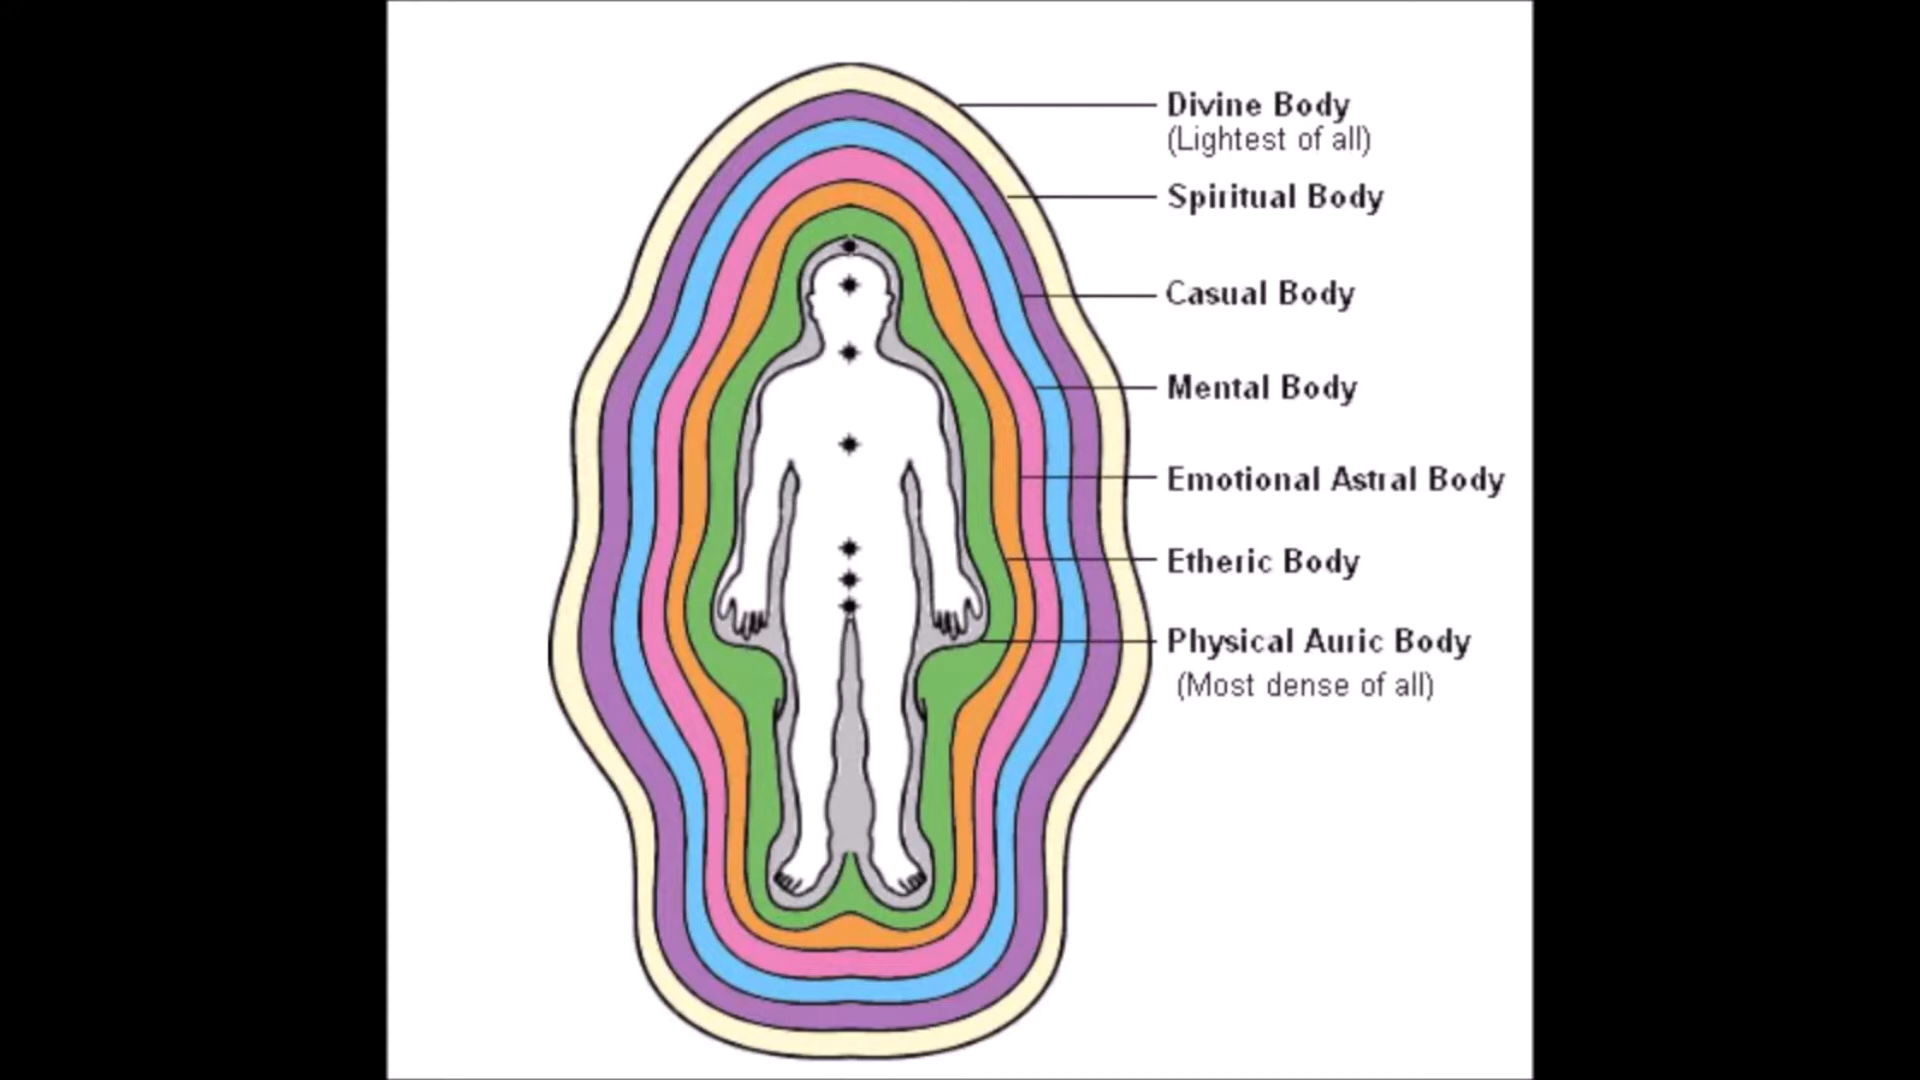 Divine Body
(Lightest of all)
Spiritual Body
Casual Body
Mental Body
Emotional Astral Body
Etheric Body
Physical Auric Body
(Most dense of all)